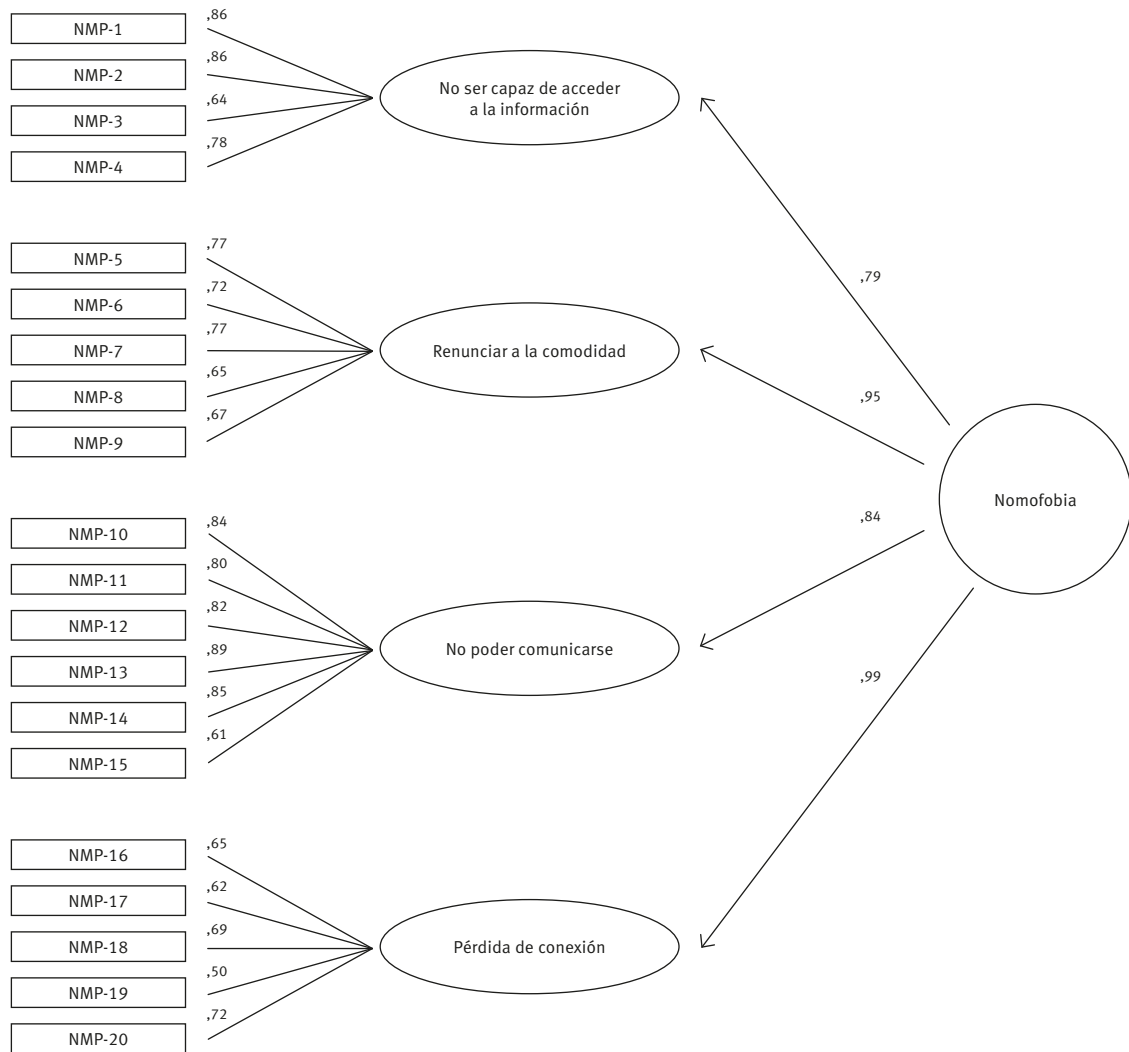 ,86
NMP-1
,86
NMP-2
,64
NMP-3
,78
NMP-4
No ser capaz de acceder
a la información
,77
NMP-5
,72
NMP-6
,77
NMP-7
,65
NMP-8
,67
NMP-9
Renunciar a la comodidad
,84
NMP-10
,80
NMP-11
,82
NMP-12
,89
NMP-13
,85
NMP-14
,61
NMP-15
No poder comunicarse
,65
NMP-16
,62
NMP-17
,69
NMP-18
,50
NMP-19
,72
NMP-20
Pérdida de conexión
,79
,95
,84
,99
Nomofobia